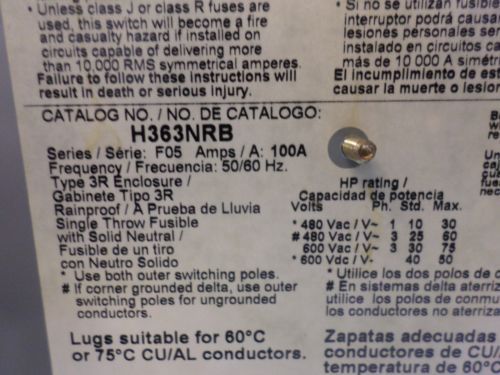 • Unless class J or class R fuses are
used, this switch will become a fire
and casualty hazard if installed on
circuits capable of delivering more
than 10,000 RMS symmetrical amperes.
Failure to follow these instructions will
result in death or serious injury.
• Si no se utilizan fusible
interruptor podrá causar
lesiones personales ser
instalado en circuitos ca
más de 10 000 A simétri
El incumplimiento de est
causar la muerte o lesion
CATALOG NO. / NO. DE CATÁLOGO:
H363NRB
Series / Série: F05 Amps / A: 100A
Frequency / Frecuencia: 50/60 Hz.
Type 3R Enclosure /
Gabinete Tipo 3R
Rainproof / A Prueba de Lluvia
Single Throw Fusible
with Solid Neutral /
Fusible de un tiro
con Neutro Solido
* Use both outer switching poles.
# If corner grounded delta, use outer
switching poles for ungrounded
conductors.
HP rating /
Capacidad de potencia
Volts Ph. Std. Max.
* 480 Vac / V~ 1 10 30
# 480 Vac / V~ 3 25 60
600 Vac / V~ 3 30 75
* 600 Vdc / V= 40 50
* Utilice los dos polos de c
# En sistemas delta aterriz
utilice los polos de conmu
los conductores no aterriza
Lugs suitable for 60°C
or 75°C CU/AL conductors.
Zapatas adecuadas
conductores de CU/A
temperatura de 60°C